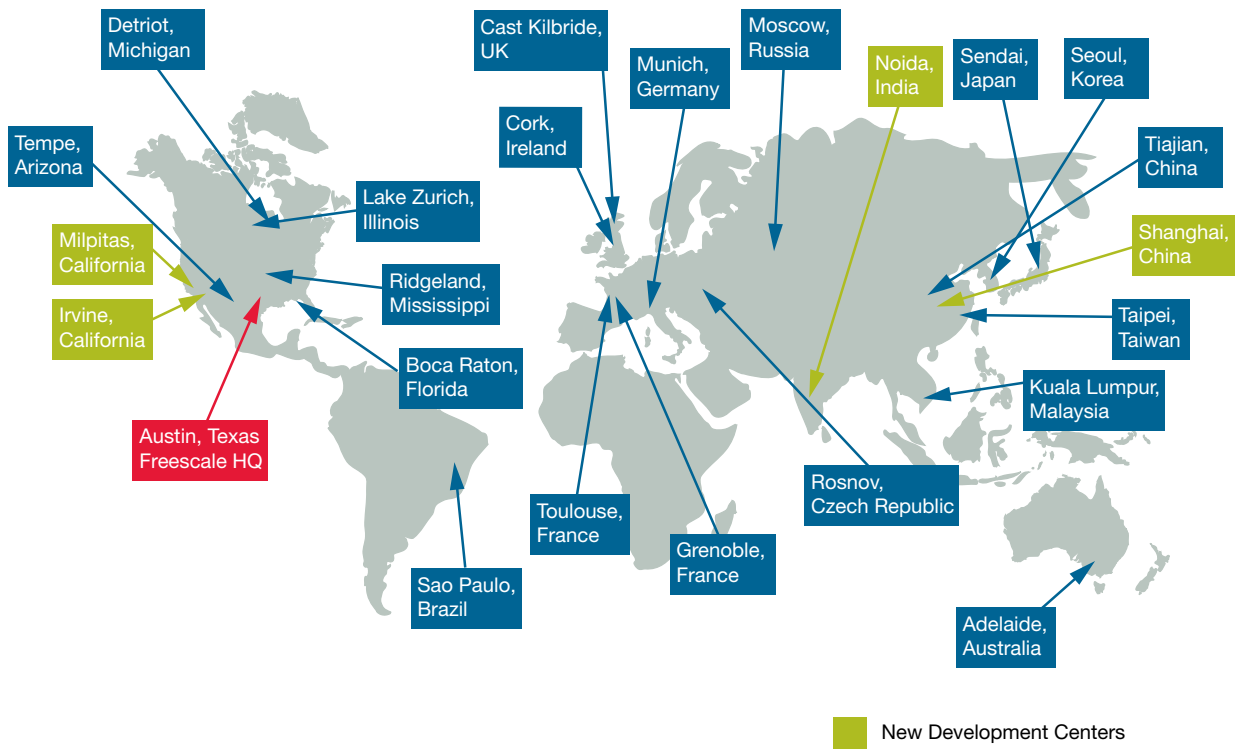 Detriot,
Michigan
Cast Kilbride,
UK
Moscow,
Russia
Munich,
Germany
Noida,
India
Sendai,
Japan
Seoul,
Korea
Cork,
Ireland
Tempe,
Arizona
Tiajian,
China
Lake Zurich,
Illinois
Milpitas,
California
Shanghai,
China
Ridgeland,
Mississippi
Irvine,
California
Taipei,
Taiwan
Boca Raton,
Florida
Kuala Lumpur,
Malaysia
Austin, Texas
Freescale HQ
Rosnov,
Czech Republic
Toulouse,
France
Grenoble,
France
Sao Paulo,
Brazil
Adelaide,
Australia
New Development Centers